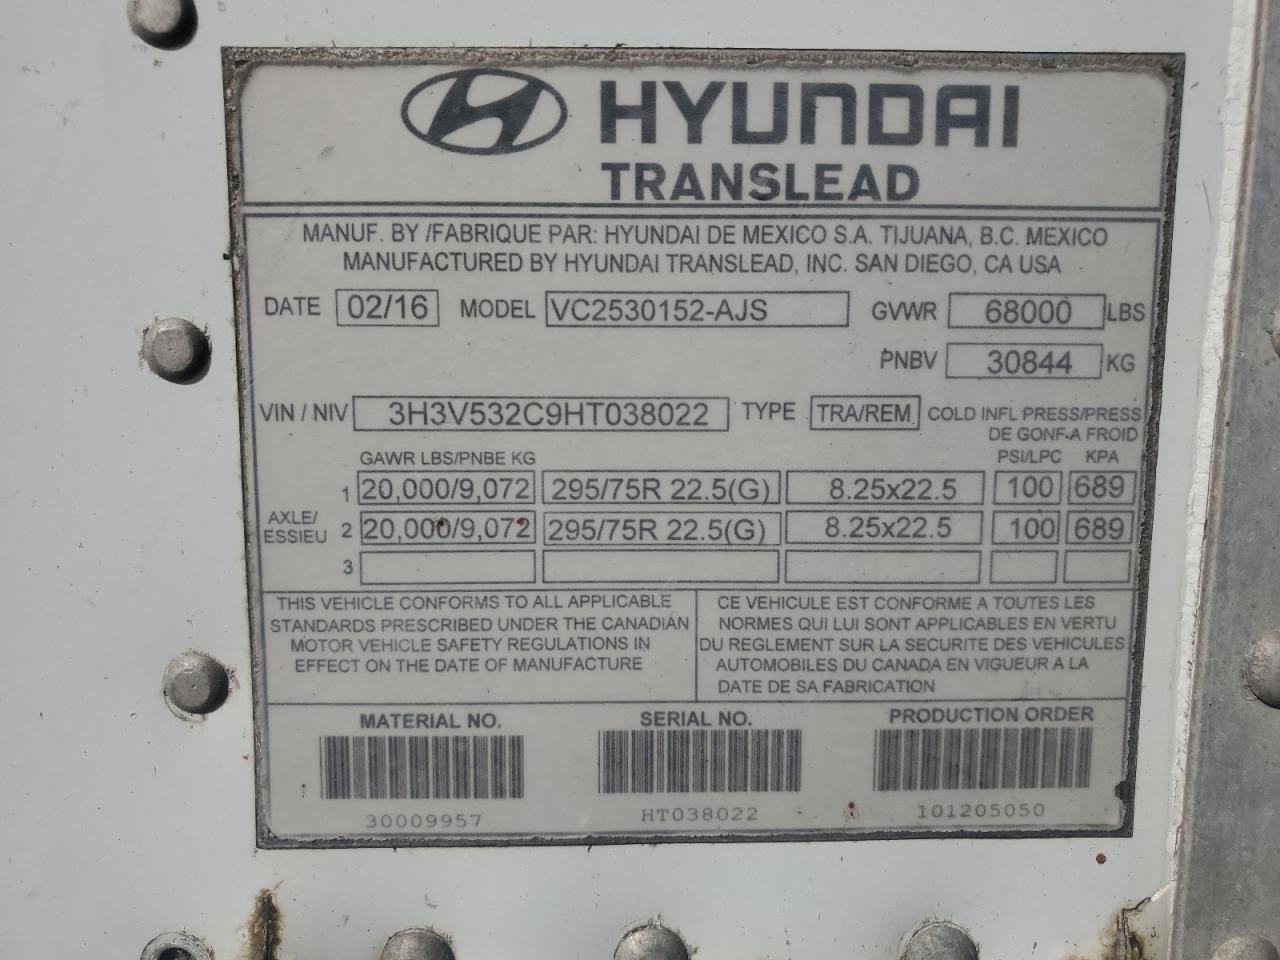 HYUNDAI
TRANSLEAD
MANUF. BY /FABRIQUE PAR: HYUNDAI DE MEXICO S.A. TIJUANA, B.C. MEXICO
MANUFACTURED BY HYUNDAI TRANSLEAD, INC. SAN DIEGO, CA USA
DATE 02/16 MODEL VC2530152-AJS GVWR 68000 LBS
PNBV 30844 KG
VIN / NIV 3H3V532C9HT038022 TYPE TRA/REM COLD INFL PRESS/PRESS
DE GONF-A FROID
GAWR LBS/PNBE KG PSI/LPC KPA
1 20,000/9,072 295/75R 22.5(G) 8.25x22.5 100 689
AXLE/
ESSIEU 2 20,000/9,072 295/75R 22.5(G) 8.25x22.5 100 689
3
THIS VEHICLE CONFORMS TO ALL APPLICABLE
STANDARDS PRESCRIBED UNDER THE CANADIAN
MOTOR VEHICLE SAFETY REGULATIONS IN
EFFECT ON THE DATE OF MANUFACTURE
CE VEHICULE EST CONFORME A TOUTES LES
NORMES QUI LUI SONT APPLICABLES EN VERTU
DU REGLEMENT SUR LA SECURITE DES VEHICULES
AUTOMOBILES DU CANADA EN VIGUEUR A LA
DATE DE SA FABRICATION
MATERIAL NO. SERIAL NO. PRODUCTION ORDER
30009957 HT038022 101205050